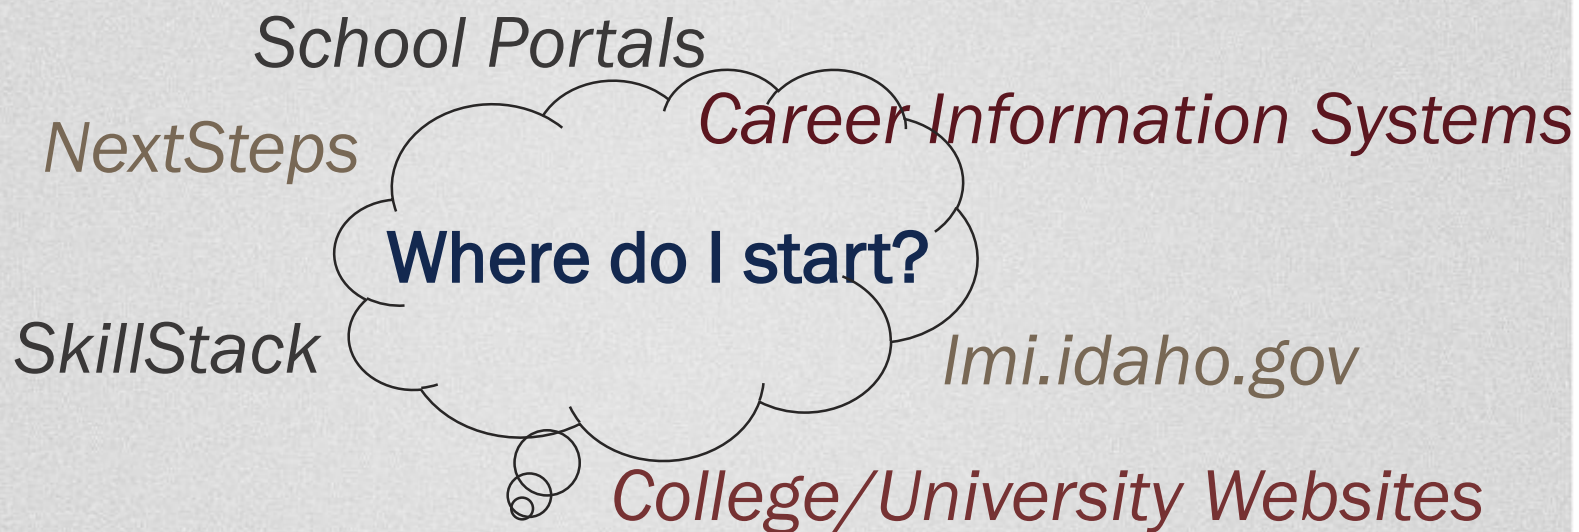 School Portals
Career Information Systems
NextSteps
Where do I start?
SkillStack
lmi.idaho.gov
College/University Websites